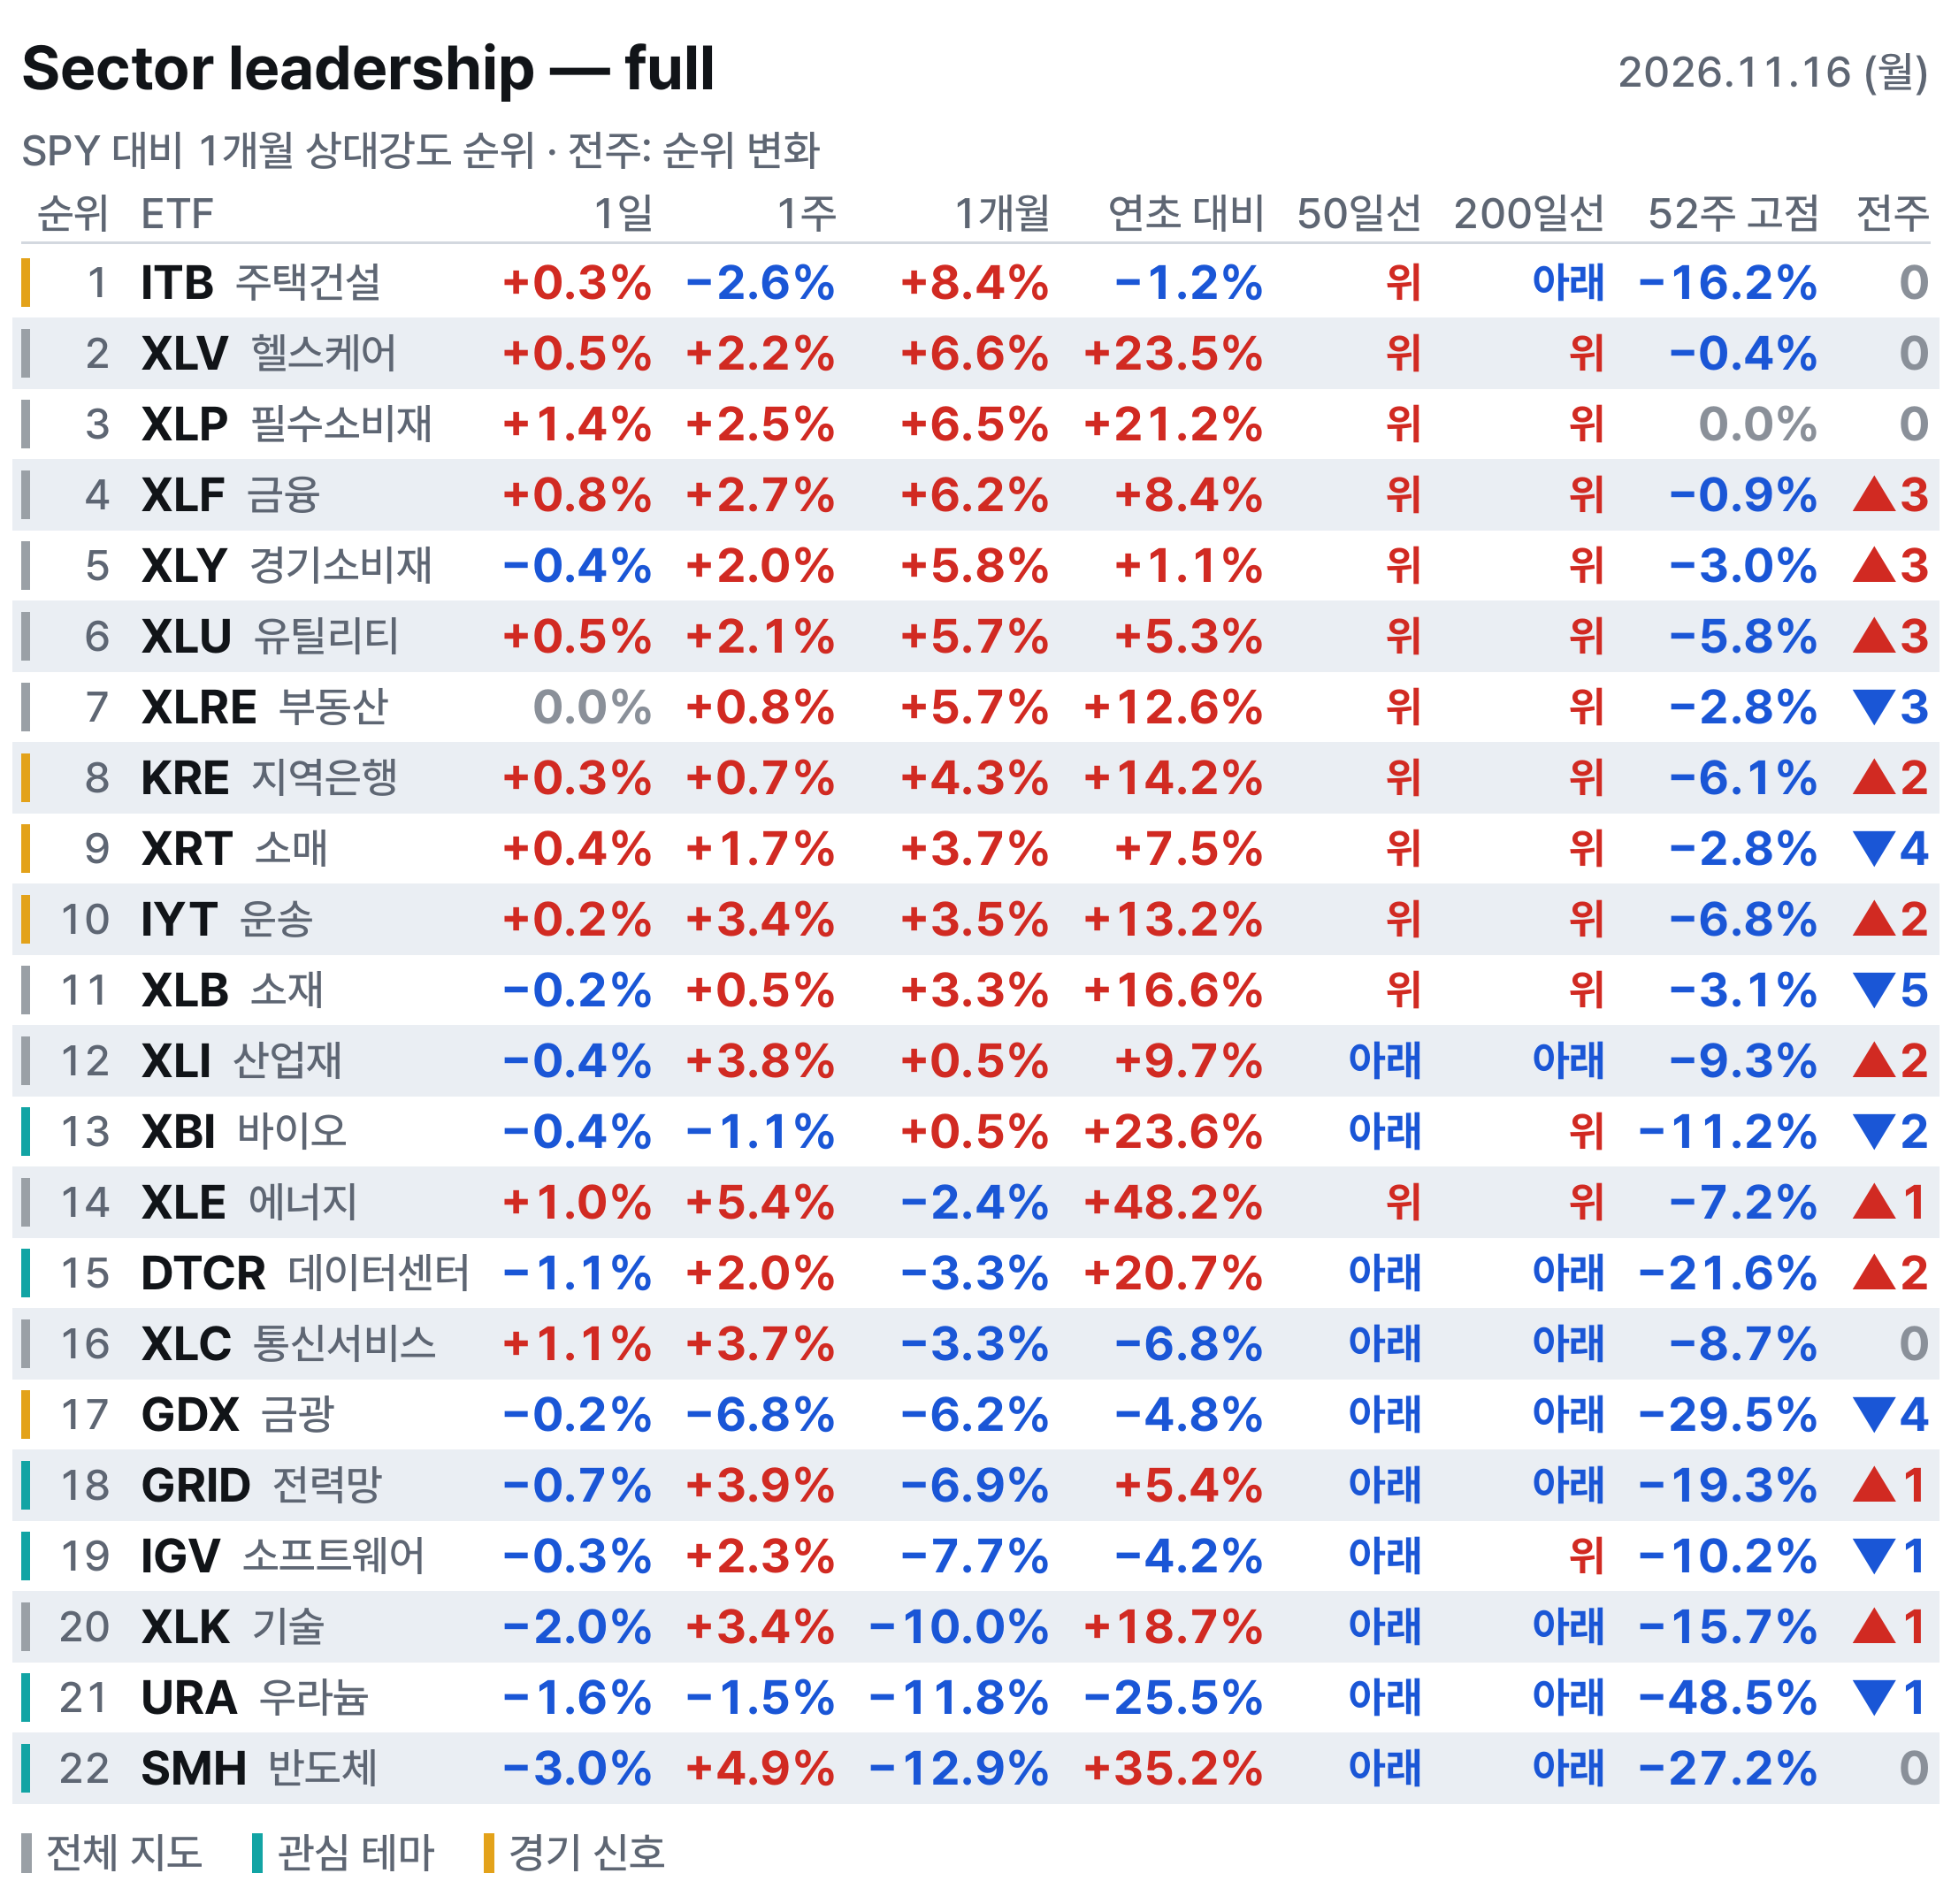 Sector leadership — full 2026.11.16 (월)
SPY 대비 1개월 상대강도 순위 · 전주: 순위 변화
순위 ETF 1일 1주 1개월 연초 대비 50일선 200일선 52주 고점 전주
1 ITB 주택건설 +0.3% −2.6% +8.4% −1.2% 위 아래 −16.2% 0
2 XLV 헬스케어 +0.5% +2.2% +6.6% +23.5% 위 위 −0.4% 0
3 XLP 필수소비재 +1.4% +2.5% +6.5% +21.2% 위 위 0.0% 0
4 XLF 금융 +0.8% +2.7% +6.2% +8.4% 위 위 −0.9% ▲3
5 XLY 경기소비재 −0.4% +2.0% +5.8% +1.1% 위 위 −3.0% ▲3
6 XLU 유틸리티 +0.5% +2.1% +5.7% +5.3% 위 위 −5.8% ▲3
7 XLRE 부동산 0.0% +0.8% +5.7% +12.6% 위 위 −2.8% ▼3
8 KRE 지역은행 +0.3% +0.7% +4.3% +14.2% 위 위 −6.1% ▲2
9 XRT 소매 +0.4% +1.7% +3.7% +7.5% 위 위 −2.8% ▼4
10 IYT 운송 +0.2% +3.4% +3.5% +13.2% 위 위 −6.8% ▲2
11 XLB 소재 −0.2% +0.5% +3.3% +16.6% 위 위 −3.1% ▼5
12 XLI 산업재 −0.4% +3.8% +0.5% +9.7% 아래 아래 −9.3% ▲2
13 XBI 바이오 −0.4% −1.1% +0.5% +23.6% 아래 위 −11.2% ▼2
14 XLE 에너지 +1.0% +5.4% −2.4% +48.2% 위 위 −7.2% ▲1
15 DTCR 데이터센터 −1.1% +2.0% −3.3% +20.7% 아래 아래 −21.6% ▲2
16 XLC 통신서비스 +1.1% +3.7% −3.3% −6.8% 아래 아래 −8.7% 0
17 GDX 금광 −0.2% −6.8% −6.2% −4.8% 아래 아래 −29.5% ▼4
18 GRID 전력망 −0.7% +3.9% −6.9% +5.4% 아래 아래 −19.3% ▲1
19 IGV 소프트웨어 −0.3% +2.3% −7.7% −4.2% 아래 위 −10.2% ▼1
20 XLK 기술 −2.0% +3.4% −10.0% +18.7% 아래 아래 −15.7% ▲1
21 URA 우라늄 −1.6% −1.5% −11.8% −25.5% 아래 아래 −48.5% ▼1
22 SMH 반도체 −3.0% +4.9% −12.9% +35.2% 아래 아래 −27.2% 0
전체 지도 관심 테마 경기 신호